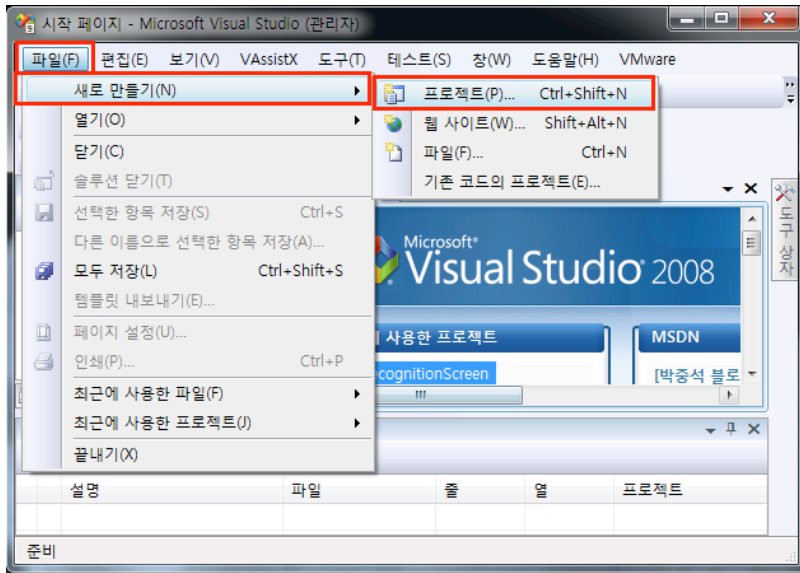 시작 페이지 - Microsoft Visual Studio (관리자)
파일(F) 편집(E) 보기(V) VAssistX 도구(T) 테스트(S) 창(W) 도움말(H) VMware
새로 만들기(N)
열기(O)
닫기(C)
솔루션 닫기(T)
선택한 항목 저장(S) Ctrl+S
다른 이름으로 선택한 항목 저장(A)...
모두 저장(L) Ctrl+Shift+S
템플릿 내보내기(E)...
페이지 설정(U)...
인쇄(P)... Ctrl+P
최근에 사용한 파일(F)
최근에 사용한 프로젝트(J)
끝내기(X)
프로젝트(P)... Ctrl+Shift+N
웹 사이트(W)... Shift+Alt+N
파일(F)... Ctrl+N
기존 코드의 프로젝트(E)...
도구 상자
Microsoft®
Visual Studio® 2008
사용한 프로젝트
MSDN
cognitionScreen
[박중석 블로
설명 파일 줄 열 프로젝트
준비